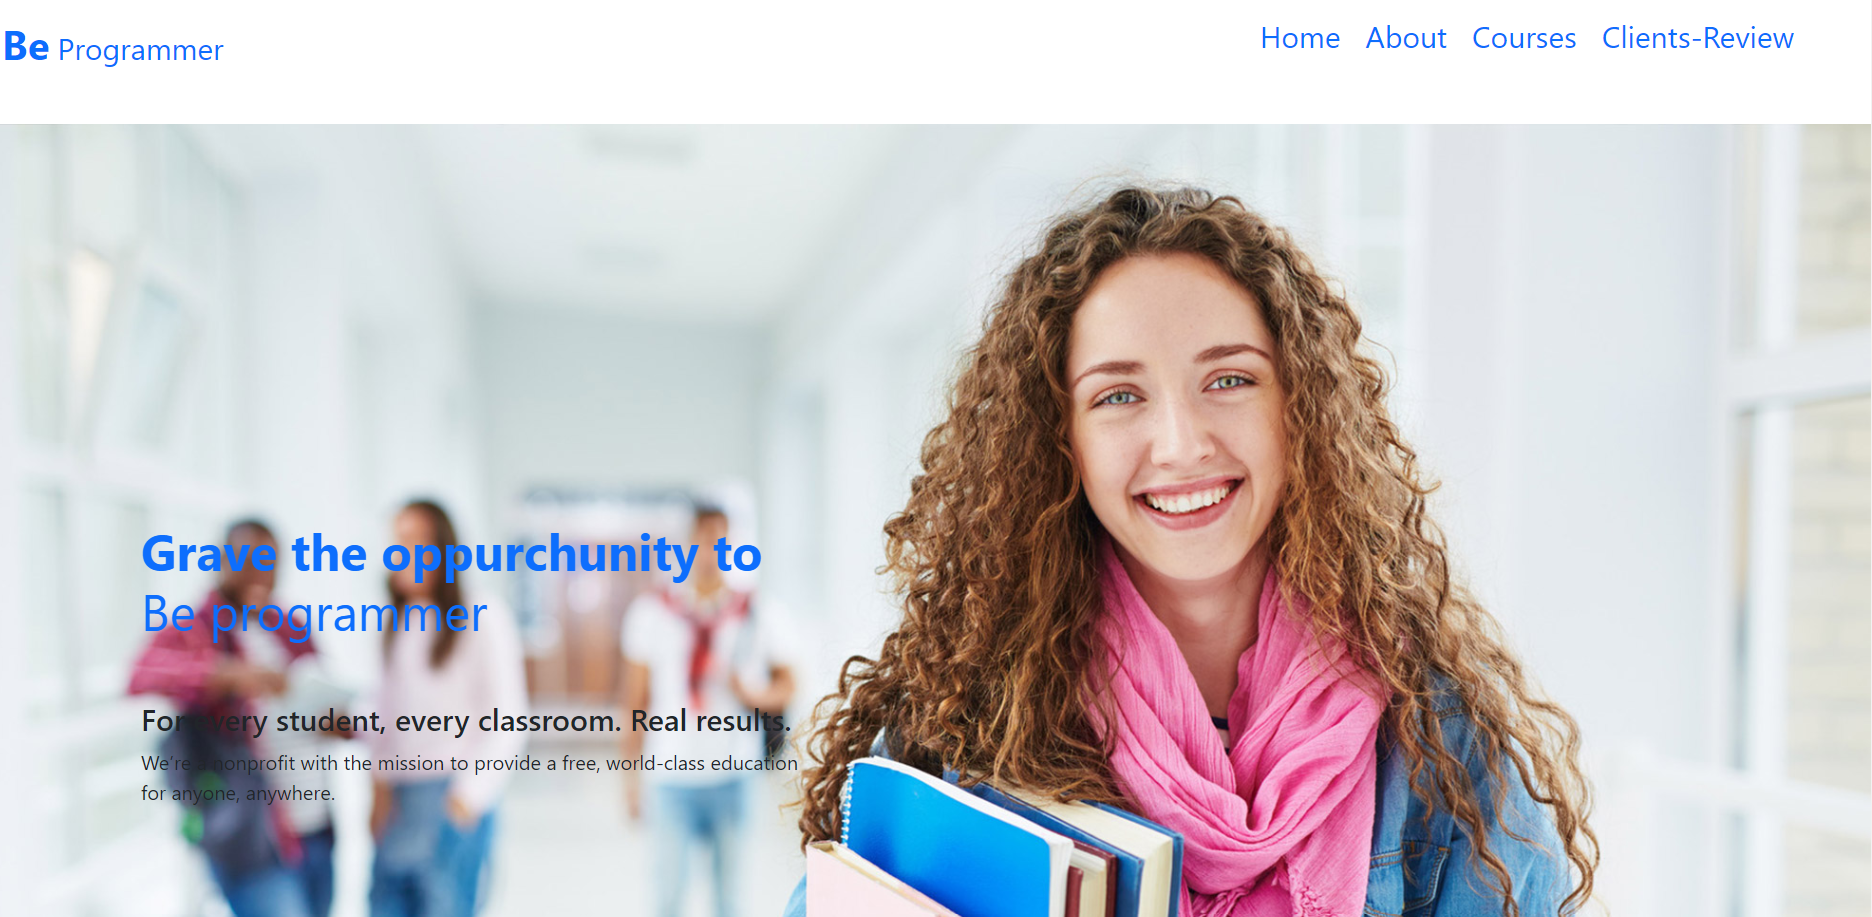 Be Programmer
Home About Courses Clients-Review
Grave the oppurchunity to
Be programmer
For every student, every classroom. Real results.
We're a nonprofit with the mission to provide a free, world-class education
for anyone, anywhere.